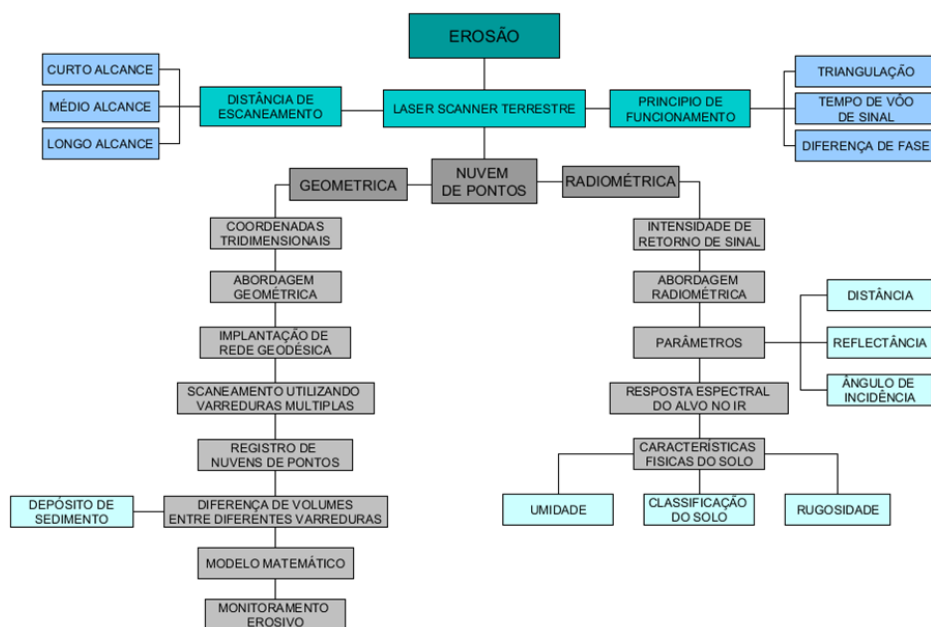 EROSÃO
CURTO ALCANCE
MÉDIO ALCANCE
LONGO ALCANCE
DISTÂNCIA DE
ESCANEAMENTO
LASER SCANNER TERRESTRE
PRINCIPIO DE
FUNCIONAMENTO
TRIANGULAÇÃO
TEMPO DE VÔO
DE SINAL
DIFERENÇA DE FASE
GEOMETRICA
NUVEM
DE PONTOS
RADIOMÉTRICA
COORDENADAS
TRIDIMENSIONAIS
ABORDAGEM
GEOMÉTRICA
IMPLANTAÇÃO DE
REDE GEODÉSICA
SCANEAMENTO UTILIZANDO
VARREDURAS MULTIPLAS
REGISTRO DE
NUVENS DE PONTOS
DEPÓSITO DE
SEDIMENTO
DIFERENÇA DE VOLUMES
ENTRE DIFERENTES VARREDURAS
MODELO MATEMÁTICO
MONITORAMENTO
EROSIVO
INTENSIDADE DE
RETORNO DE SINAL
ABORDAGEM
RADIOMÉTRICA
PARÂMETROS
DISTÂNCIA
REFLECTÂNCIA
ÂNGULO DE
INCIDÊNCIA
RESPOSTA ESPECTRAL
DO ALVO NO IR
CARACTERÍSTICAS
FISICAS DO SOLO
UMIDADE
CLASSIFICAÇÃO
DO SOLO
RUGOSIDADE